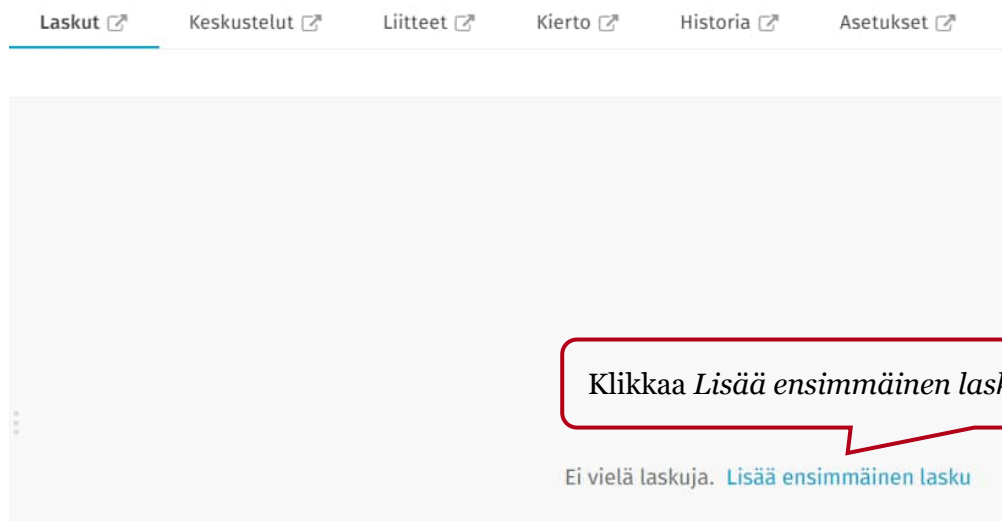 Laskut Keskustelut Liitteet Kierto Historia Asetukset
Klikkaa Lisää ensimmäinen
Ei vielä laskuja. Lisää ensimmäinen lasku